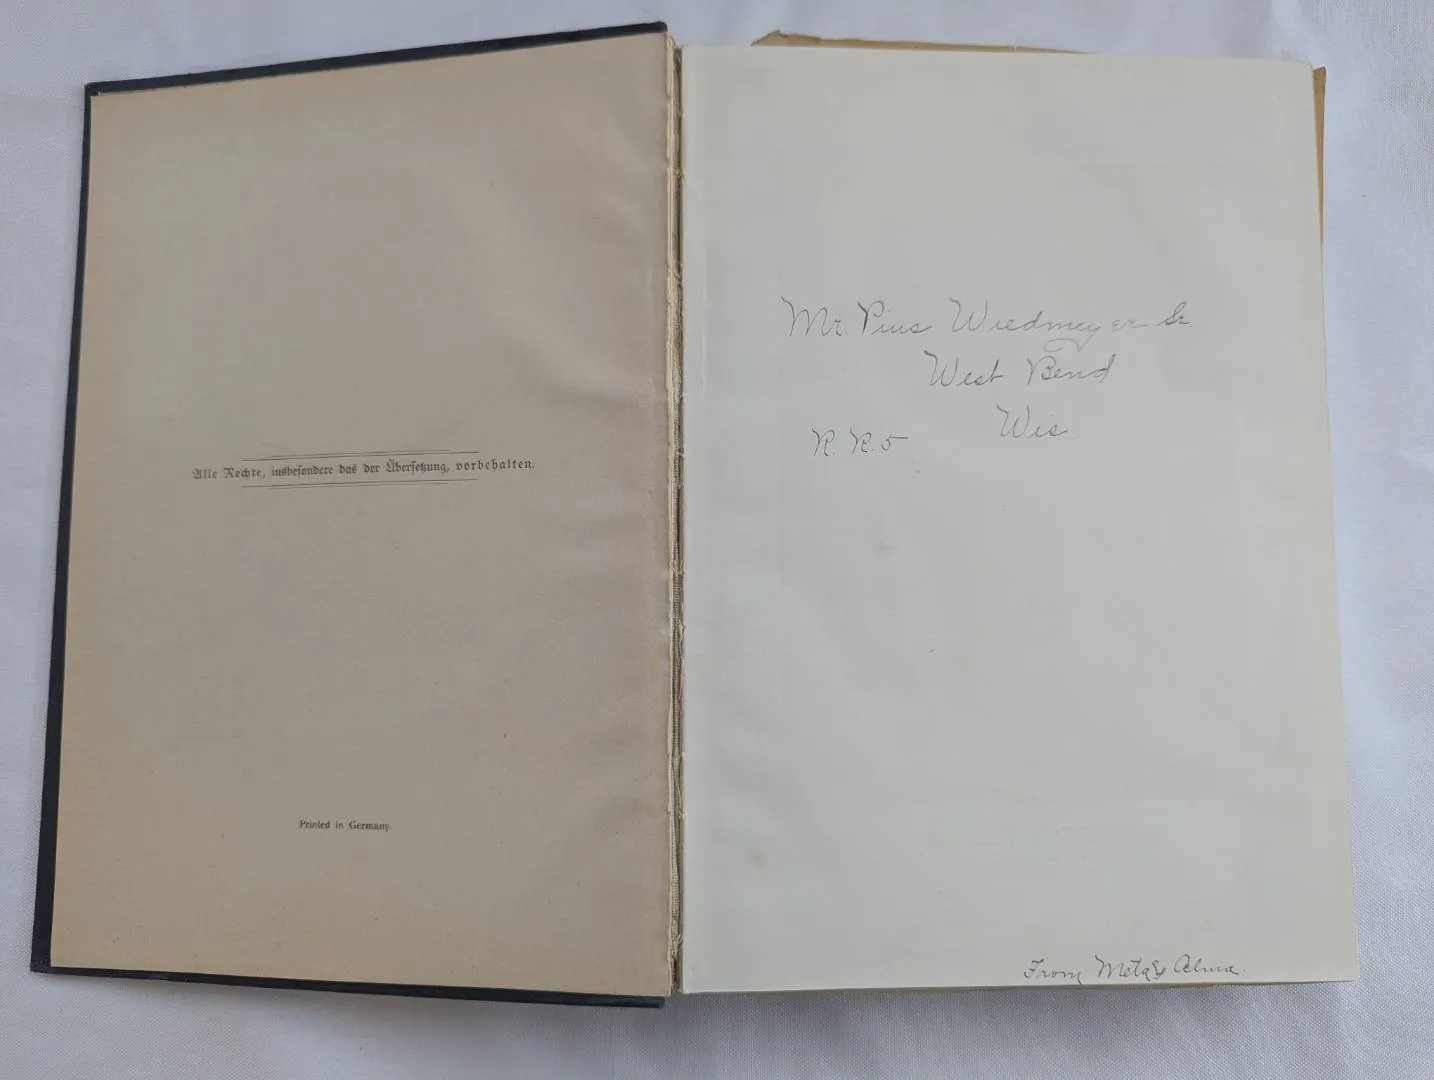 Alle Rechte, insbesondere das der Übersetzung, vorbehalten.
Printed in Germany.
Mr. Pius Wiedmeyer Sr
West Bend
Wis.
R. R. 5
From Meta & Alma.